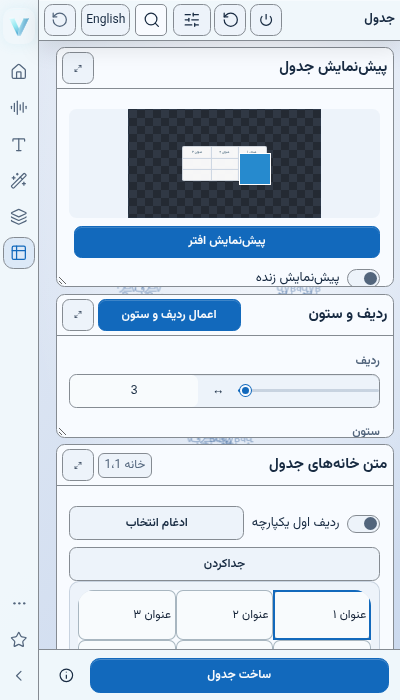 جدول
English
پیش‌نمایش جدول
پیش‌نمایش افتر
پیش‌نمایش زنده
ردیف و ستون
اعمال ردیف و ستون
ردیف
3
ستون
متن خانه‌های جدول
خانه 1،1
ردیف اول یکپارچه
ادغام انتخاب
جداکردن
عنوان ۱
عنوان ۲
عنوان ۳
ساخت جدول